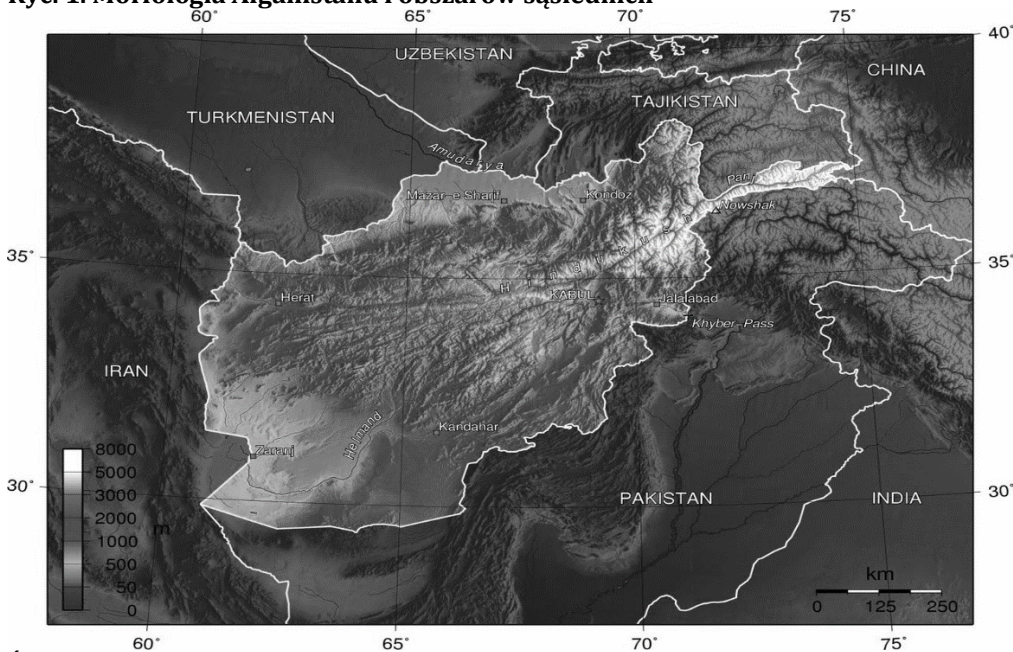 Ryc. 1. Morfologia Afganistanu i obszarów sąsiednich
60° 65° 70° 75°
40°
UZBEKISTAN
CHINA
TURKMENISTAN
TAJIKISTAN
Amudarya
Pamir
Mazar-e Sharif
Kondoz
Nowshak
35° 35°
Hindukush
Herat
KABUL
Jalalabad
Khyber-Pass
IRAN
Helmand
Kandahar
Zaranj
8000
5000
3000
2000
1000
500
50
0
m
30° 30°
PAKISTAN
INDIA
km
0 125 250
60° 65° 70° 75°